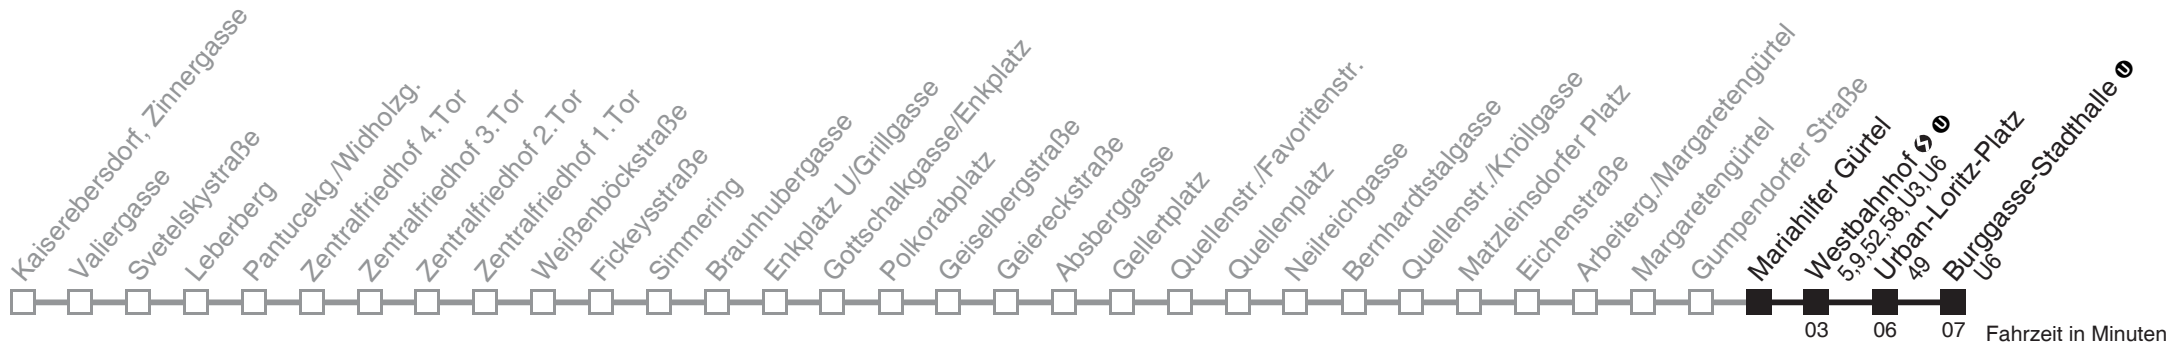 Kaiserebersdorf, Zinnergasse
Valiergasse
Svetelskystraße
Leberberg
Pantucekg./Widholzg.
Zentralfriedhof 4.Tor
Zentralfriedhof 3.Tor
Zentralfriedhof 2.Tor
Zentralfriedhof 1.Tor
Weißenböckstraße
Fickeysstraße
Simmering
Braunhubergasse
Enkplatz U/Grillgasse
Gottschalkgasse/Enkplatz
Polkorabplatz
Geiselbergstraße
Geiereckstraße
Absberggasse
Gellertplatz
Quellenstr./Favoritenstr.
Quellenplatz
Neilreichgasse
Bernhardtstalgasse
Quellenstr./Knöllgasse
Matzleinsdorfer Platz
Eichenstraße
Arbeiterg./Margaretengürtel
Margaretengürtel
Gumpendorfer Straße
Mariahilfer Gürtel
Westbahnhof S U
5,9,52,58,U3,U6
Urban-Loritz-Platz
49
Burggasse-Stadthalle U
U6
03 06 07 Fahrzeit in Minuten